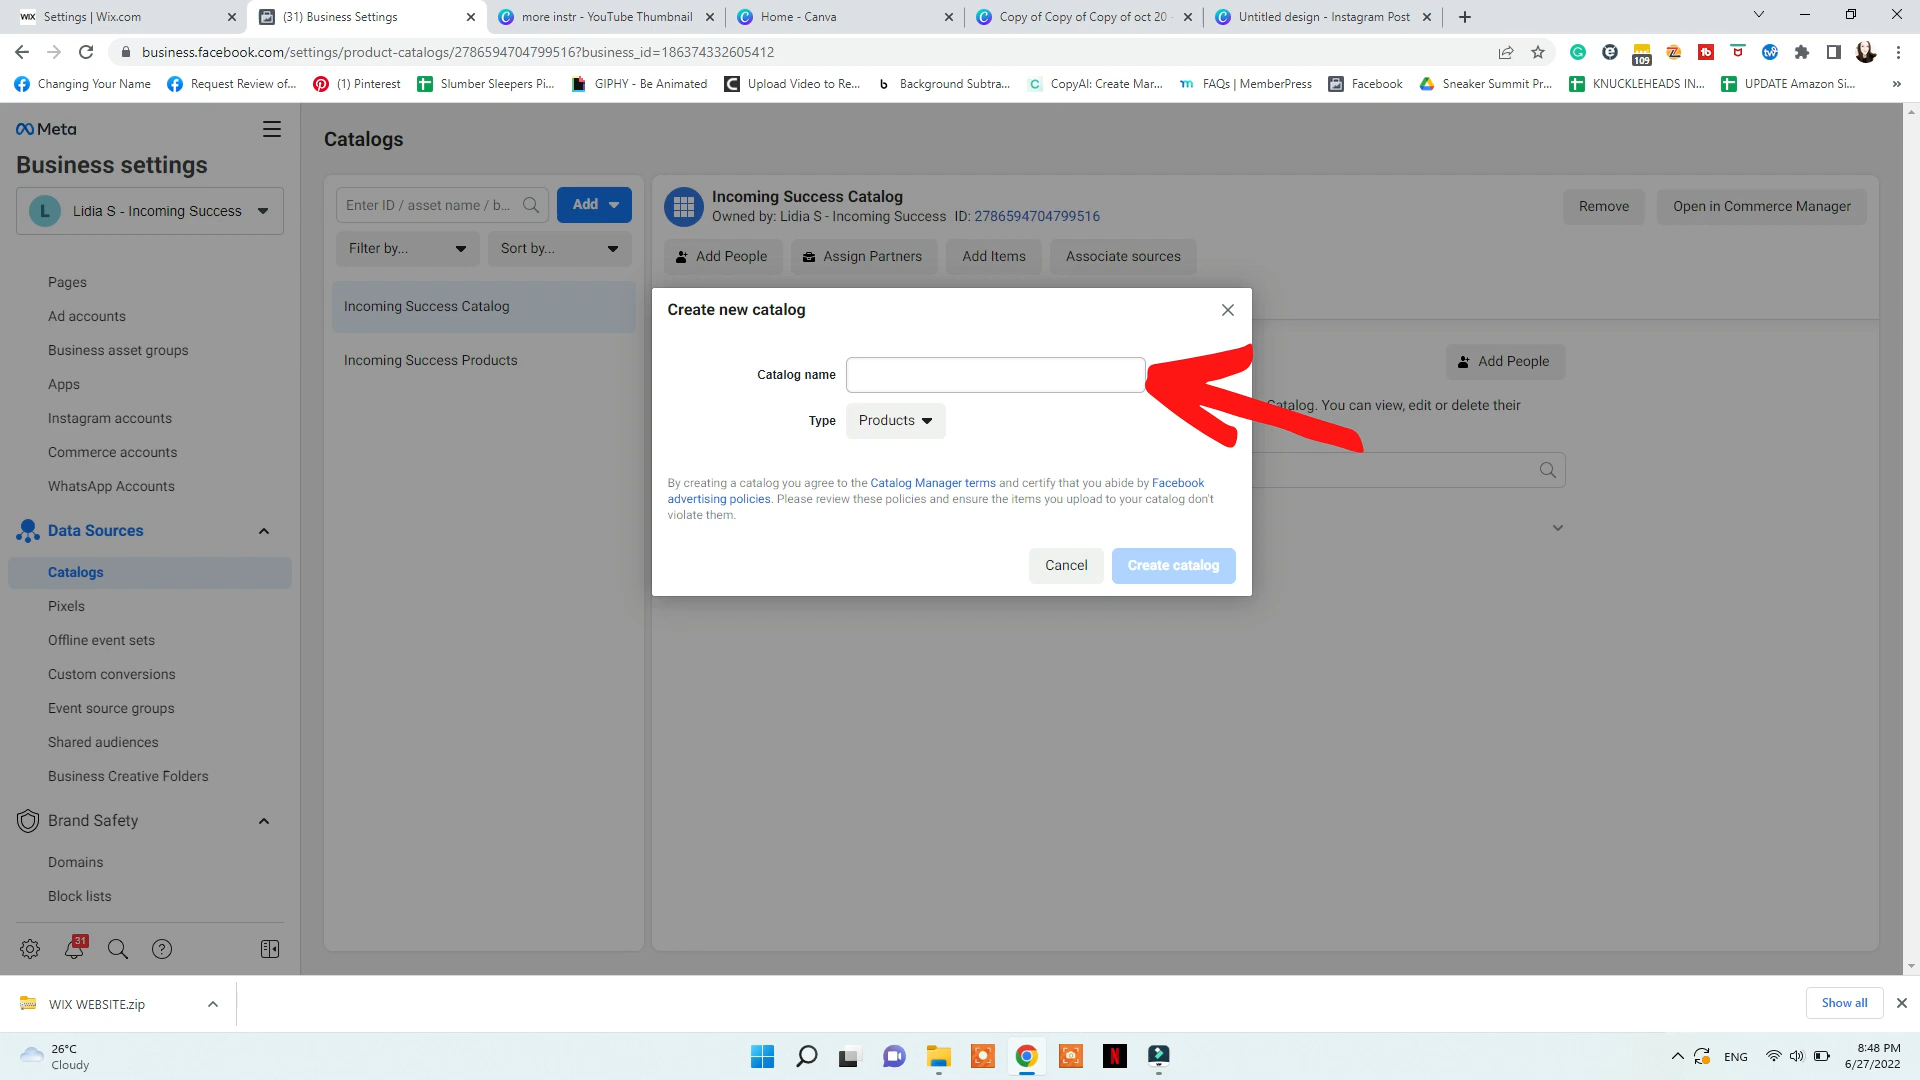 WIX Settings | Wix.com
(31) Business Settings
more instr - YouTube Thumbnail
Home - Canva
Copy of Copy of Copy of oct 20
Untitled design - Instagram Post
business.facebook.com/settings/product-catalogs/2786594704799516?business_id=186374332605412
109
Changing Your Name
Request Review of...
(1) Pinterest
Slumber Sleepers Pi...
GIPHY - Be Animated
Upload Video to Re...
Background Subtra...
CopyAI: Create Mar...
FAQs | MemberPress
Facebook
Sneaker Summit Pr...
KNUCKLEHEADS IN...
UPDATE Amazon Si...
Meta
Business settings
L Lidia S - Incoming Success
Pages
Ad accounts
Business asset groups
Apps
Instagram accounts
Commerce accounts
WhatsApp Accounts
Data Sources
Catalogs
Pixels
Offline event sets
Custom conversions
Event source groups
Shared audiences
Business Creative Folders
Brand Safety
Domains
Block lists
31
Catalogs
Enter ID / asset name / b...
Add
Filter by...
Sort by...
Incoming Success Catalog
Incoming Success Products
Incoming Success Catalog
Owned by: Lidia S - Incoming Success ID: 2786594704799516
Remove
Open in Commerce Manager
Add People
Assign Partners
Add Items
Associate sources
Add People
Catalog. You can view, edit or delete their
Create new catalog
Catalog name
Type Products
By creating a catalog you agree to the Catalog Manager terms and certify that you abide by Facebook
advertising policies. Please review these policies and ensure the items you upload to your catalog don't
violate them.
Cancel
Create catalog
WIX WEBSITE.zip
Show all
26°C
Cloudy
ENG
8:48 PM
6/27/2022